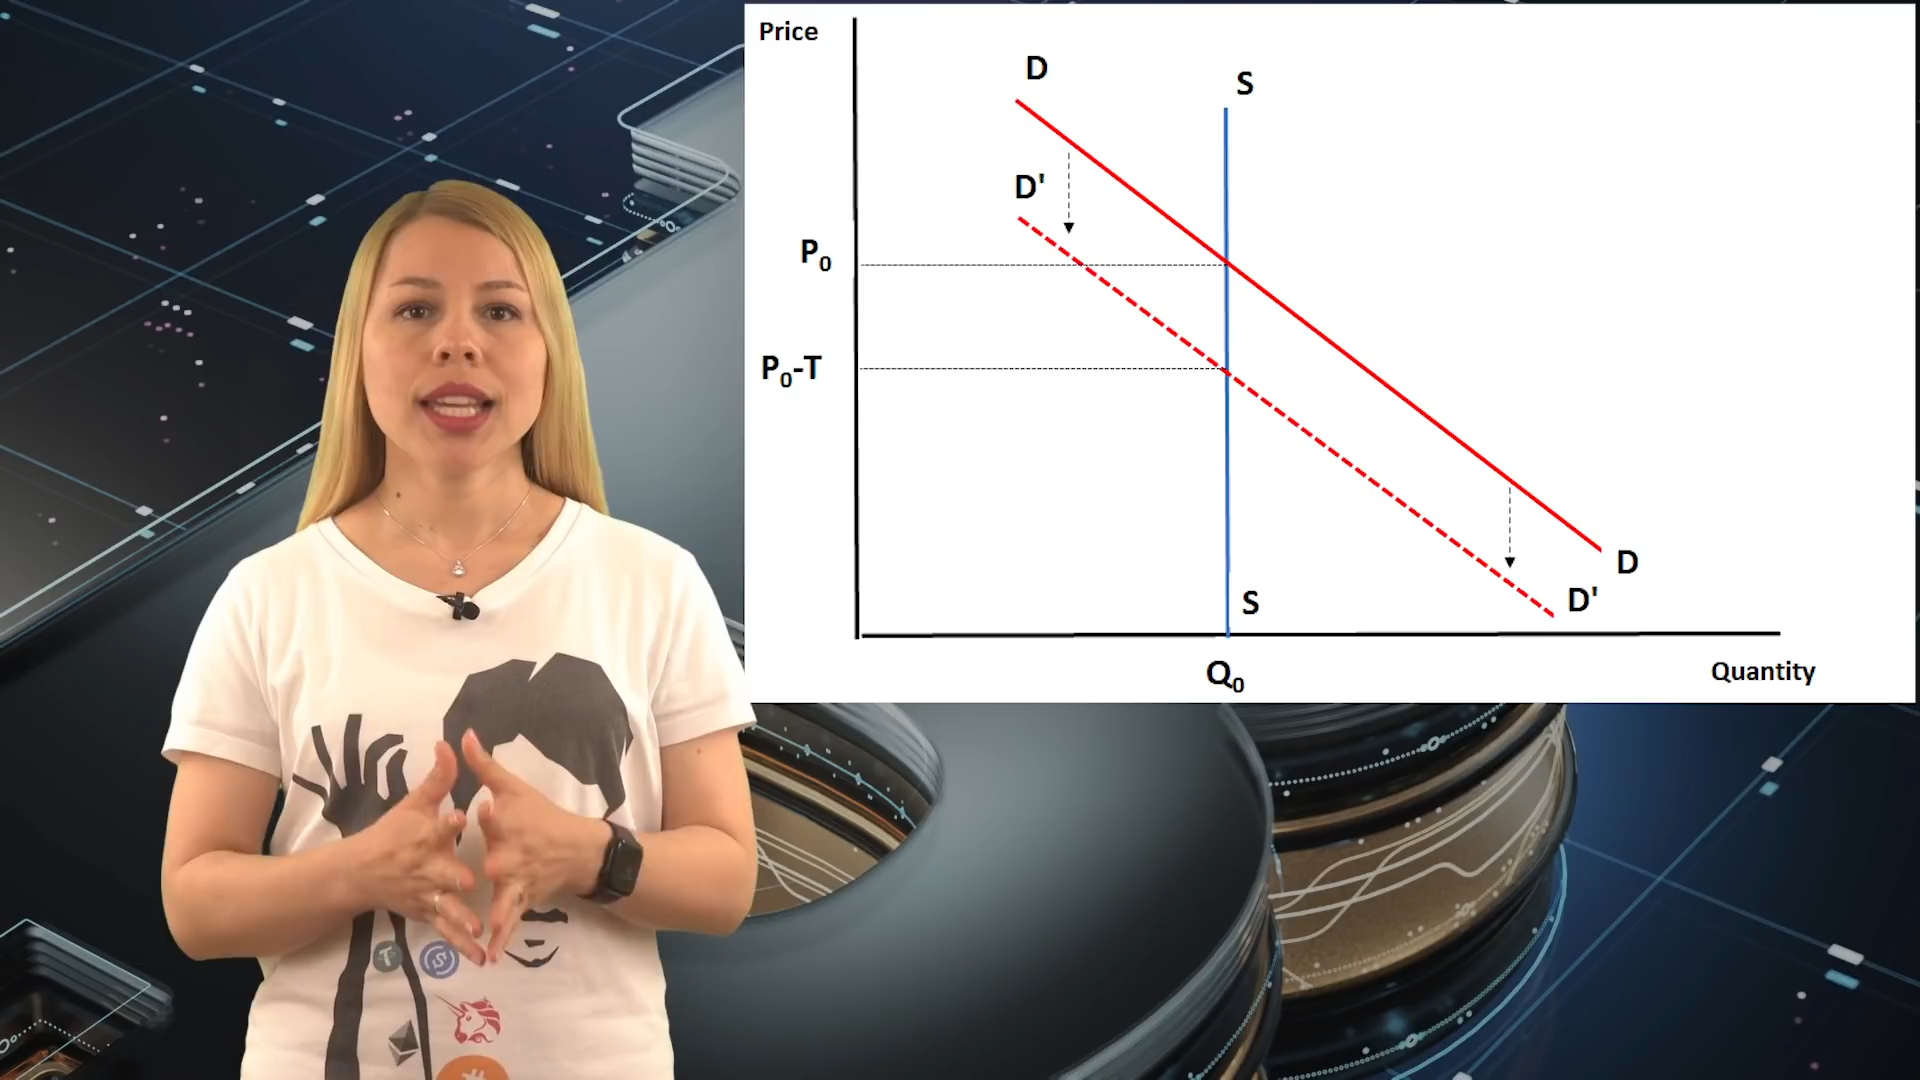 Price
D
S
D'
P₀
P₀-T
D
D'
S
Q₀
Quantity